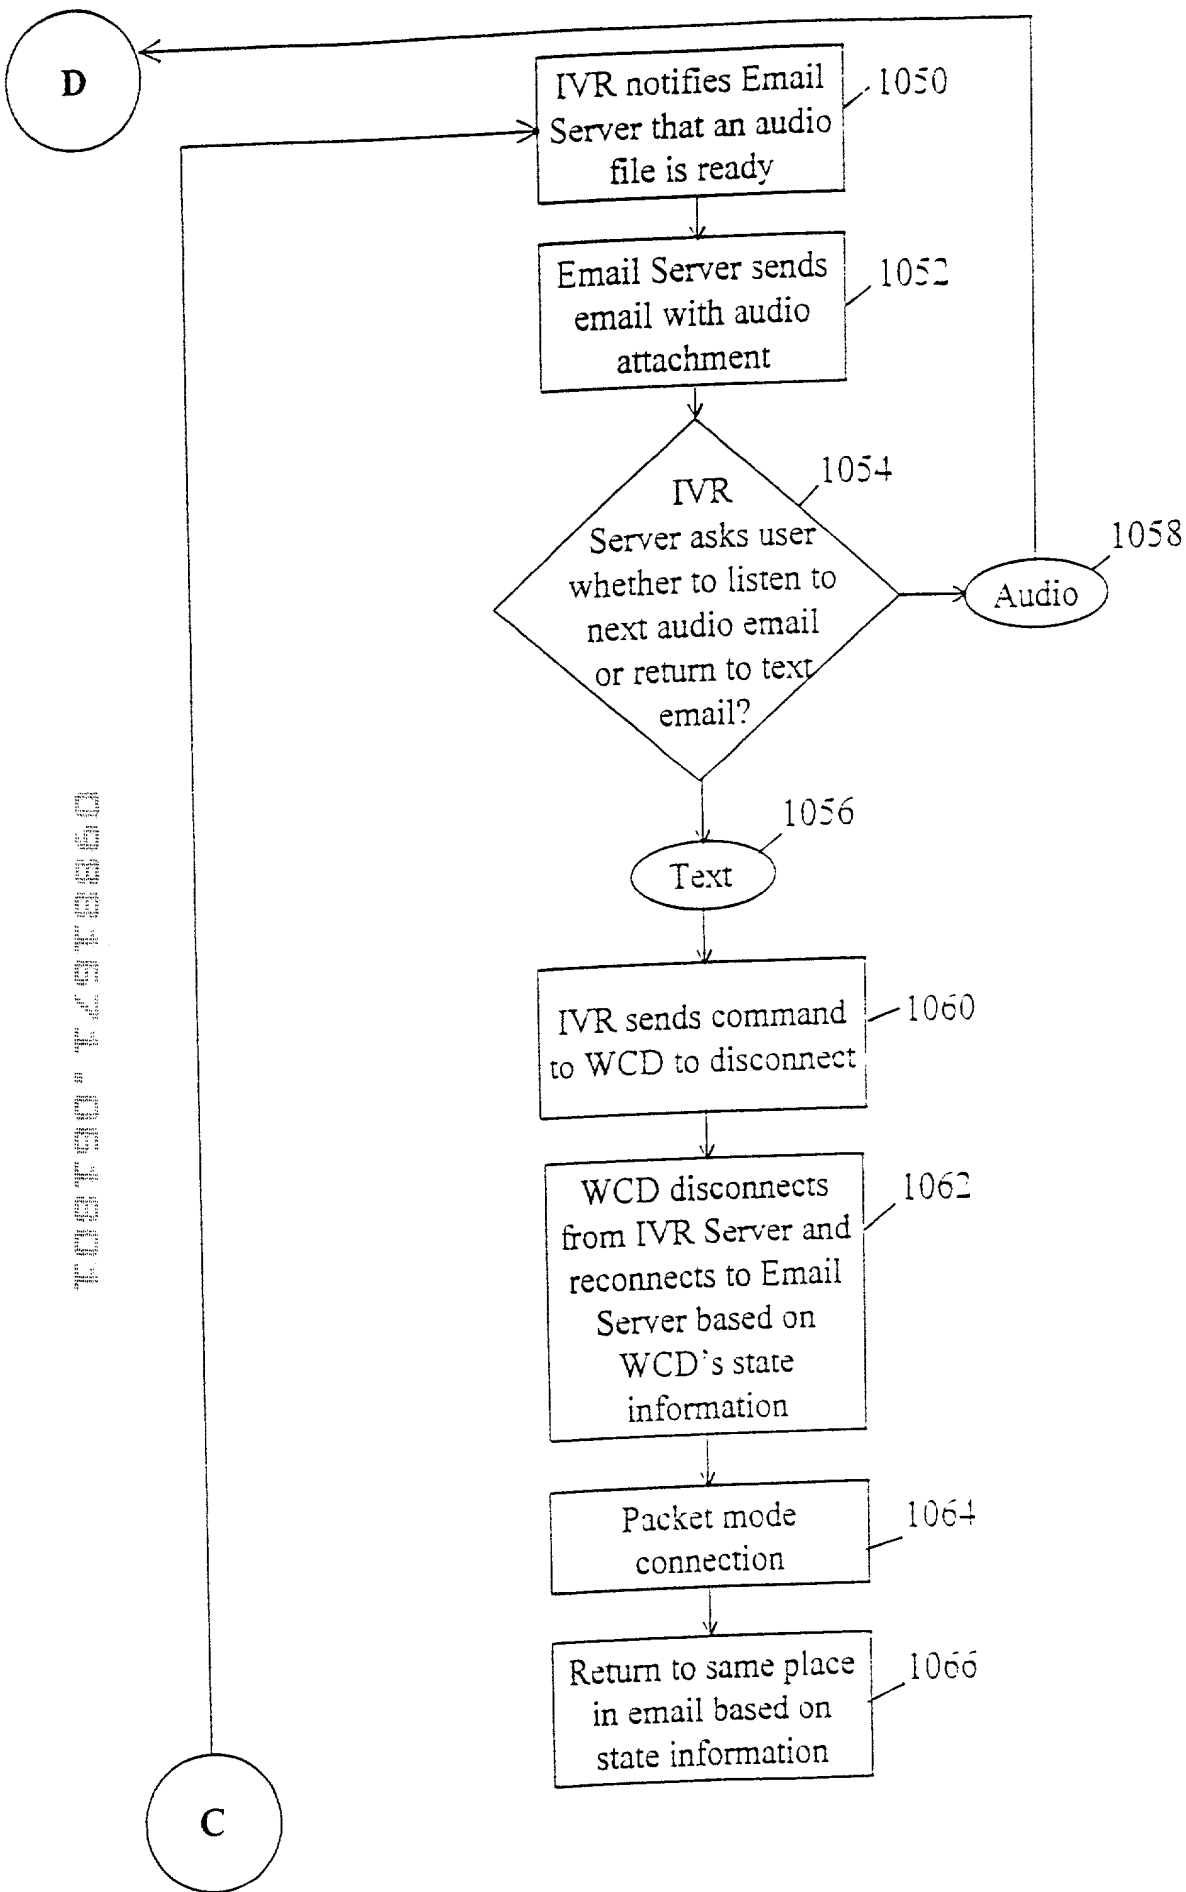 D
IVR notifies Email
Server that an audio
file is ready
1050
Email Server sends
email with audio
attachment
1052
IVR
Server asks user
whether to listen to
next audio email
or return to text
email?
1054
Audio
1058
Text
1056
IVR sends command
to WCD to disconnect
1060
WCD disconnects
from IVR Server and
reconnects to Email
Server based on
WCD's state
information
1062
Packet mode
connection
1064
Return to same place
in email based on
state information
1066
C